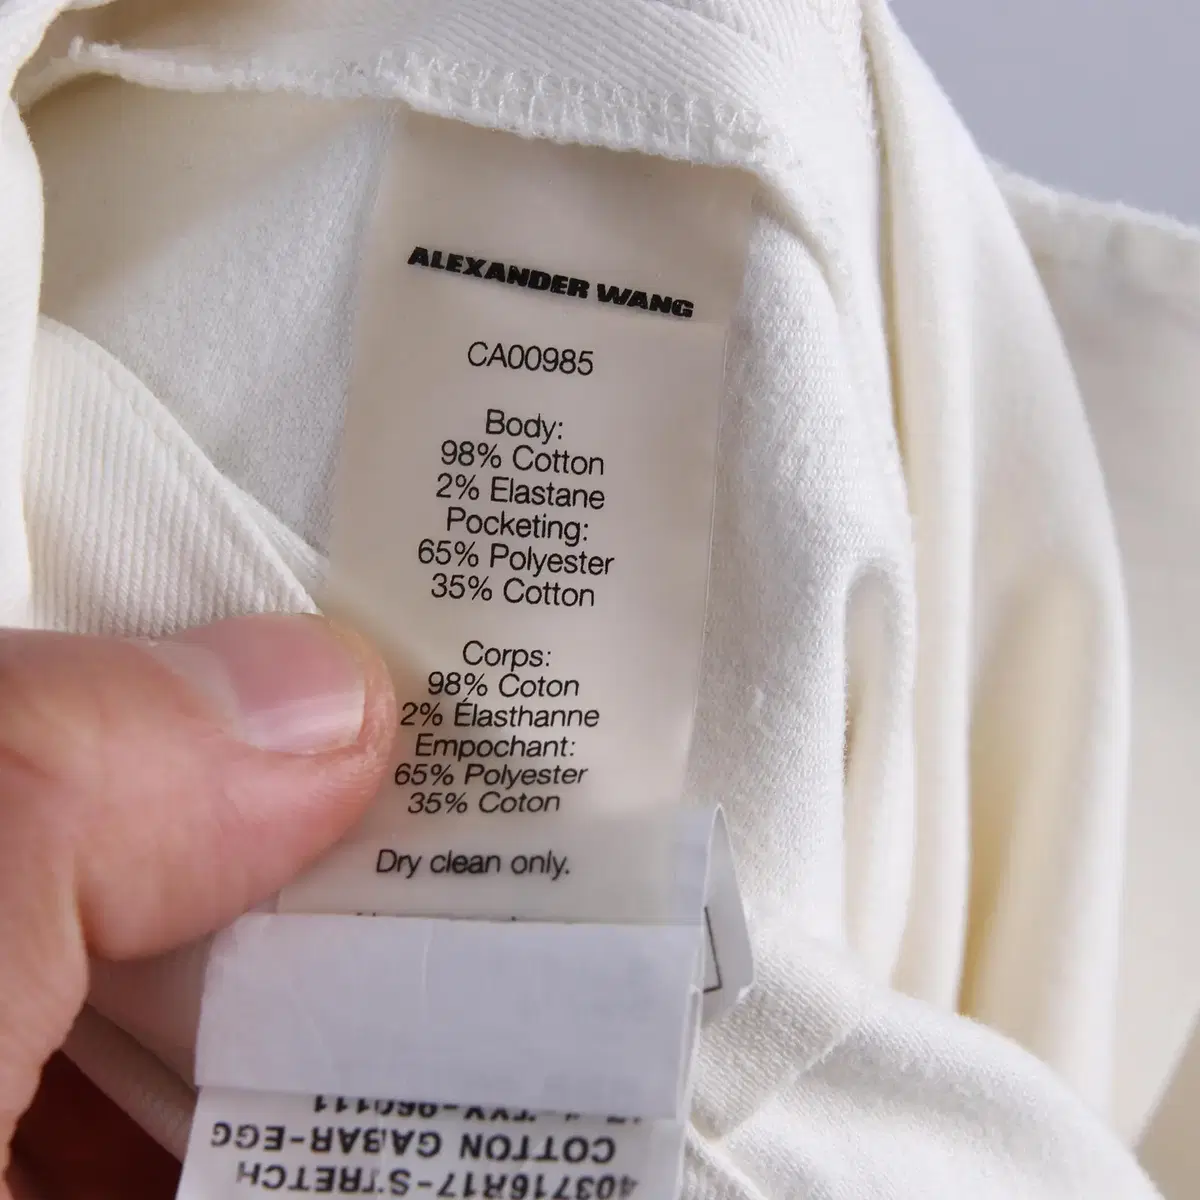 ALEXANDER WANG
CA00985
Body:
98% Cotton
2% Elastane
Pocketing:
65% Polyester
35% Cotton
Corps:
98% Coton
2% Élasthanne
Empochant:
65% Polyester
35% Coton
Dry clean only.
403716R17-STRETCH
COTTON GABAR-EGG